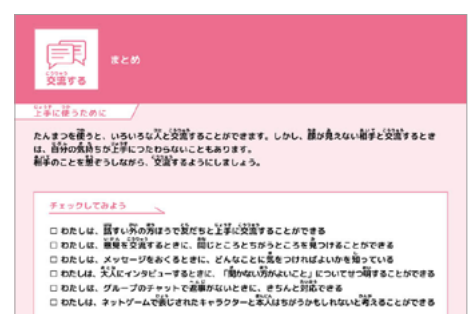 まとめ
交流する
上手に使うために
たんまつを使うと、いろいろな人と交流することができます。しかし、顔が見えない相手と交流するとき
は、自分の気持ちが上手につたわらないこともあります。
相手のことを想ぞうしながら、交流するようにしましょう。
チェックしてみよう
□ わたしは、話すい外の方ほうで友だちと上手に交流することができる
□ わたしは、意見を交流するときに、同じところとちがうところを見つけることができる
□ わたしは、メッセージをおくるときに、どんなことに気をつければよいかを知っている
□ わたしは、大人にインタビューするときに、「聞かない方がよいこと」についてせつ明することができる
□ わたしは、グループのチャットで返事がないときに、きちんと対応できる
□ わたしは、ネットゲームで表じされたキャラクターと本人はちがうかもしれないと考えることができる